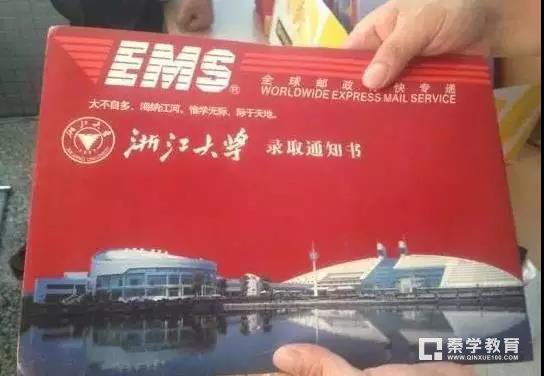 EMS®
全球邮政特快专递
WORLDWIDE EXPRESS MAIL SERVICE
大不自多，海纳江河。惟学无际，际于天地。
浙江大学 录取通知书
秦学教育
WWW.QINXUE100.COM